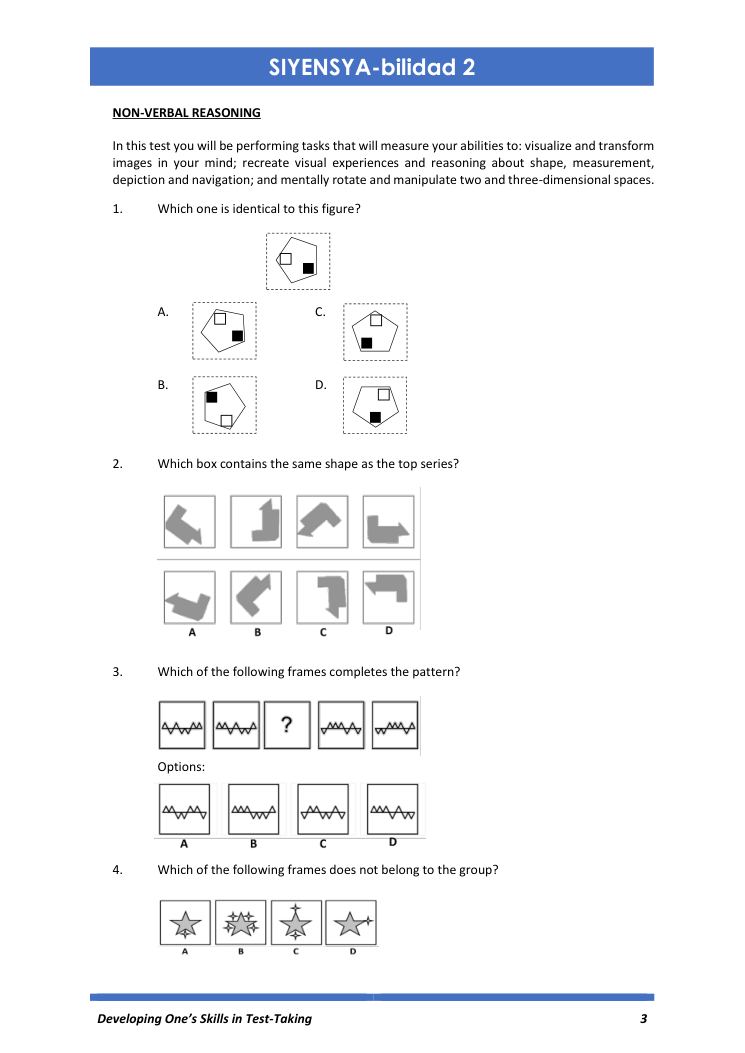 SIYENSYA-bilidad 2
NON-VERBAL REASONING
In this test you will be performing tasks that will measure your abilities to: visualize and transform
images in your mind; recreate visual experiences and reasoning about shape, measurement,
depiction and navigation; and mentally rotate and manipulate two and three-dimensional spaces.
1. Which one is identical to this figure?
A. C.
B. D.
2. Which box contains the same shape as the top series?
A B C D
3. Which of the following frames completes the pattern?
?
Options:
A B C D
4. Which of the following frames does not belong to the group?
A B C D
Developing One’s Skills in Test-Taking 3